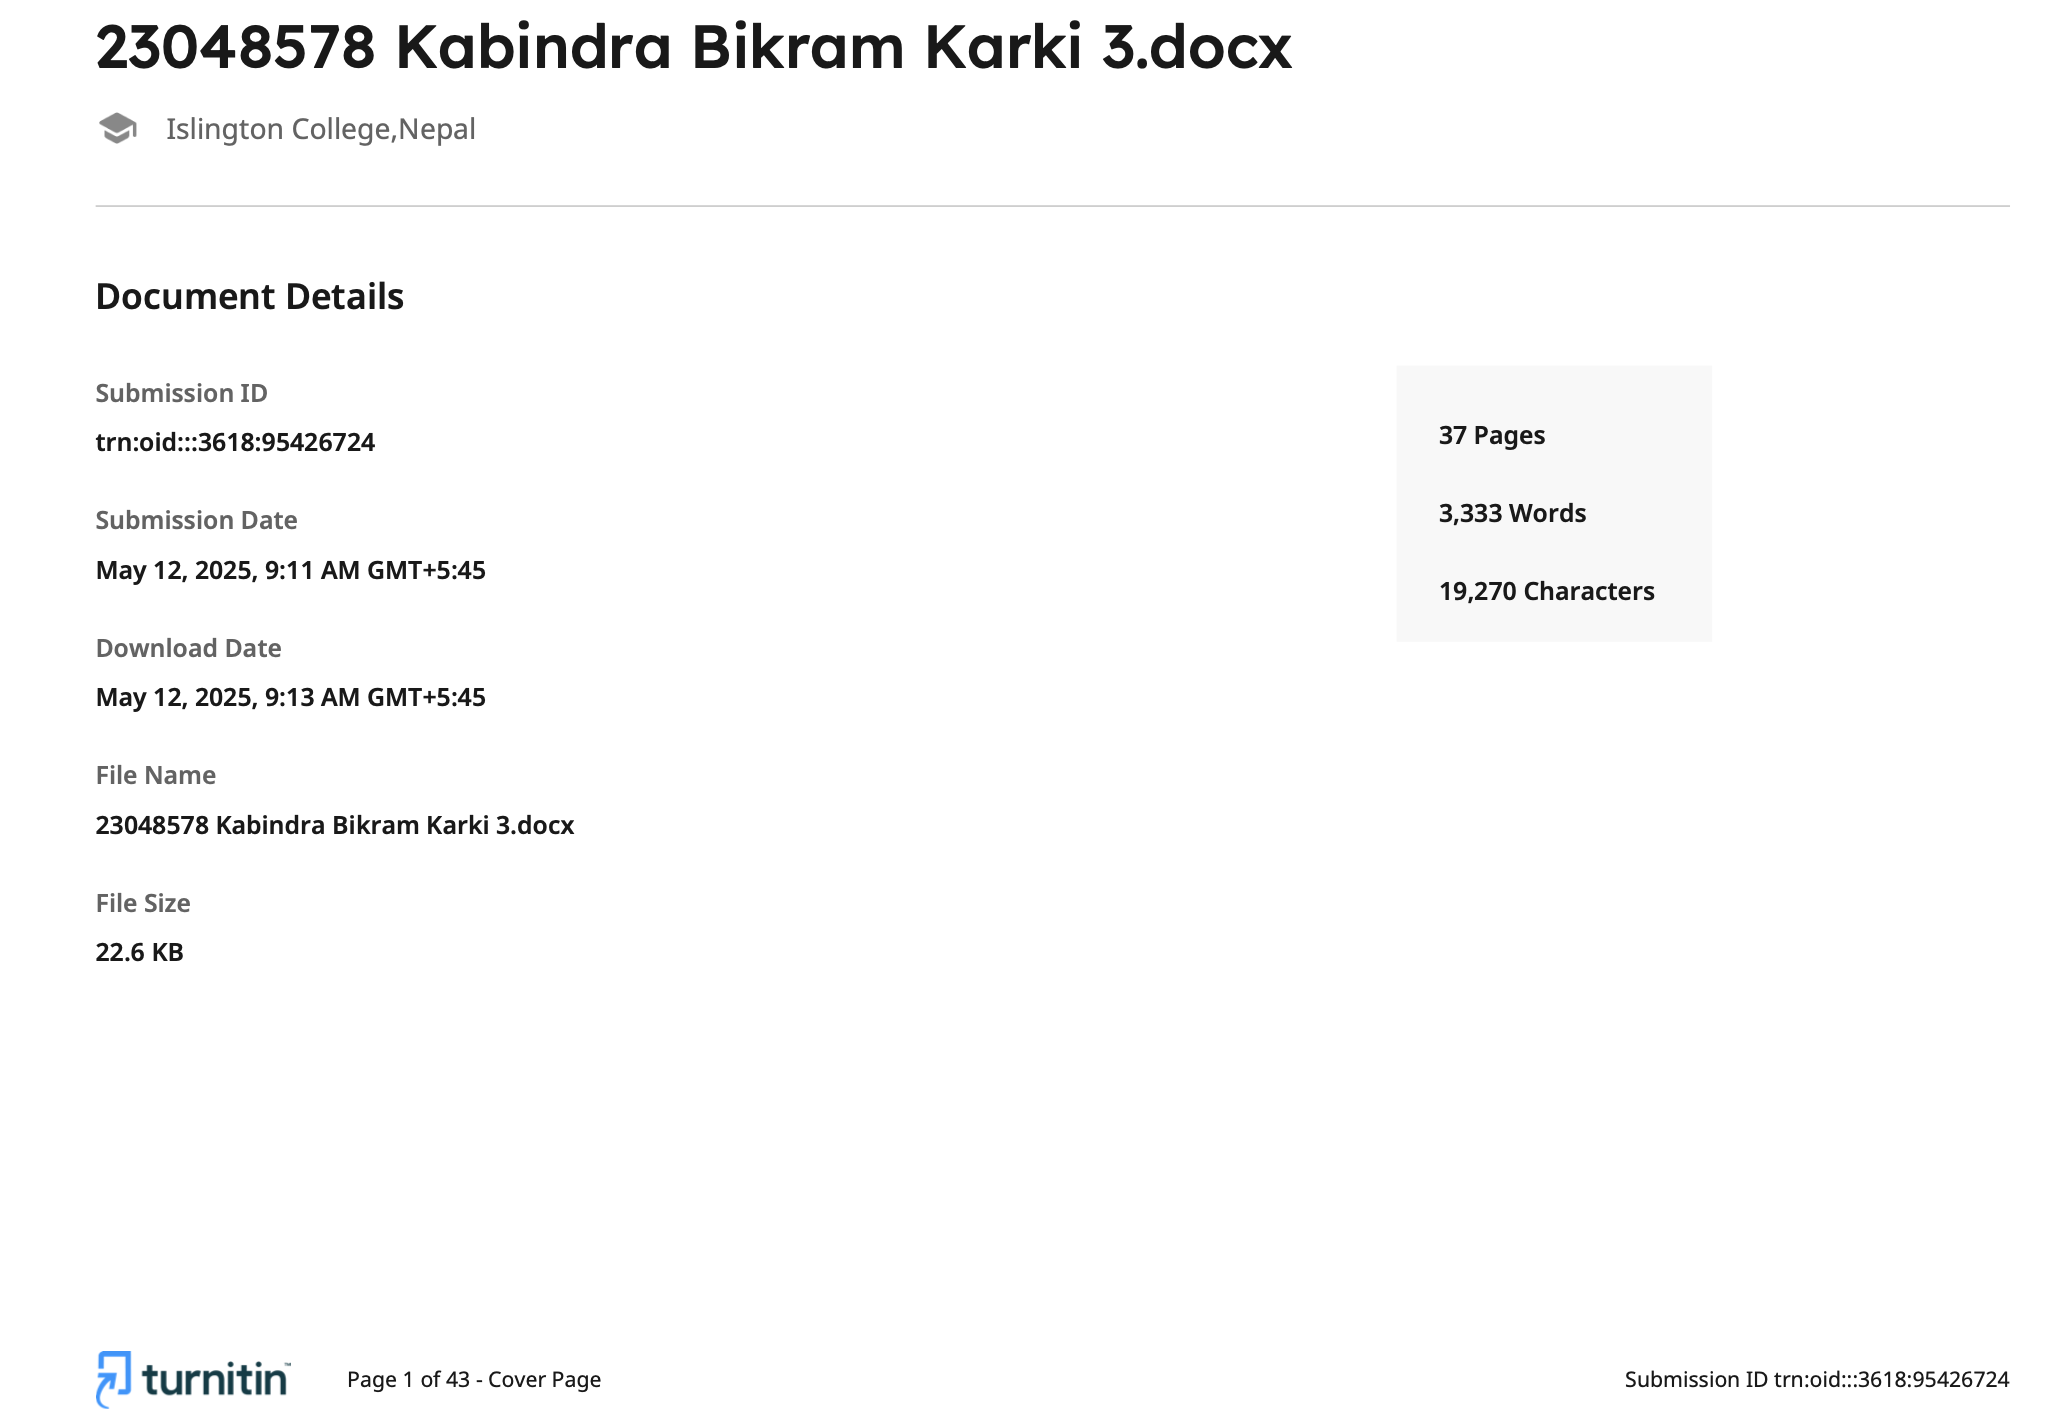 23048578 Kabindra Bikram Karki 3.docx
Islington College,Nepal
Document Details
Submission ID
trn:oid:::3618:95426724
Submission Date
May 12, 2025, 9:11 AM GMT+5:45
Download Date
May 12, 2025, 9:13 AM GMT+5:45
File Name
23048578 Kabindra Bikram Karki 3.docx
File Size
22.6 KB
37 Pages
3,333 Words
19,270 Characters
turnitin™ Page 1 of 43 - Cover Page Submission ID trn:oid:::3618:95426724